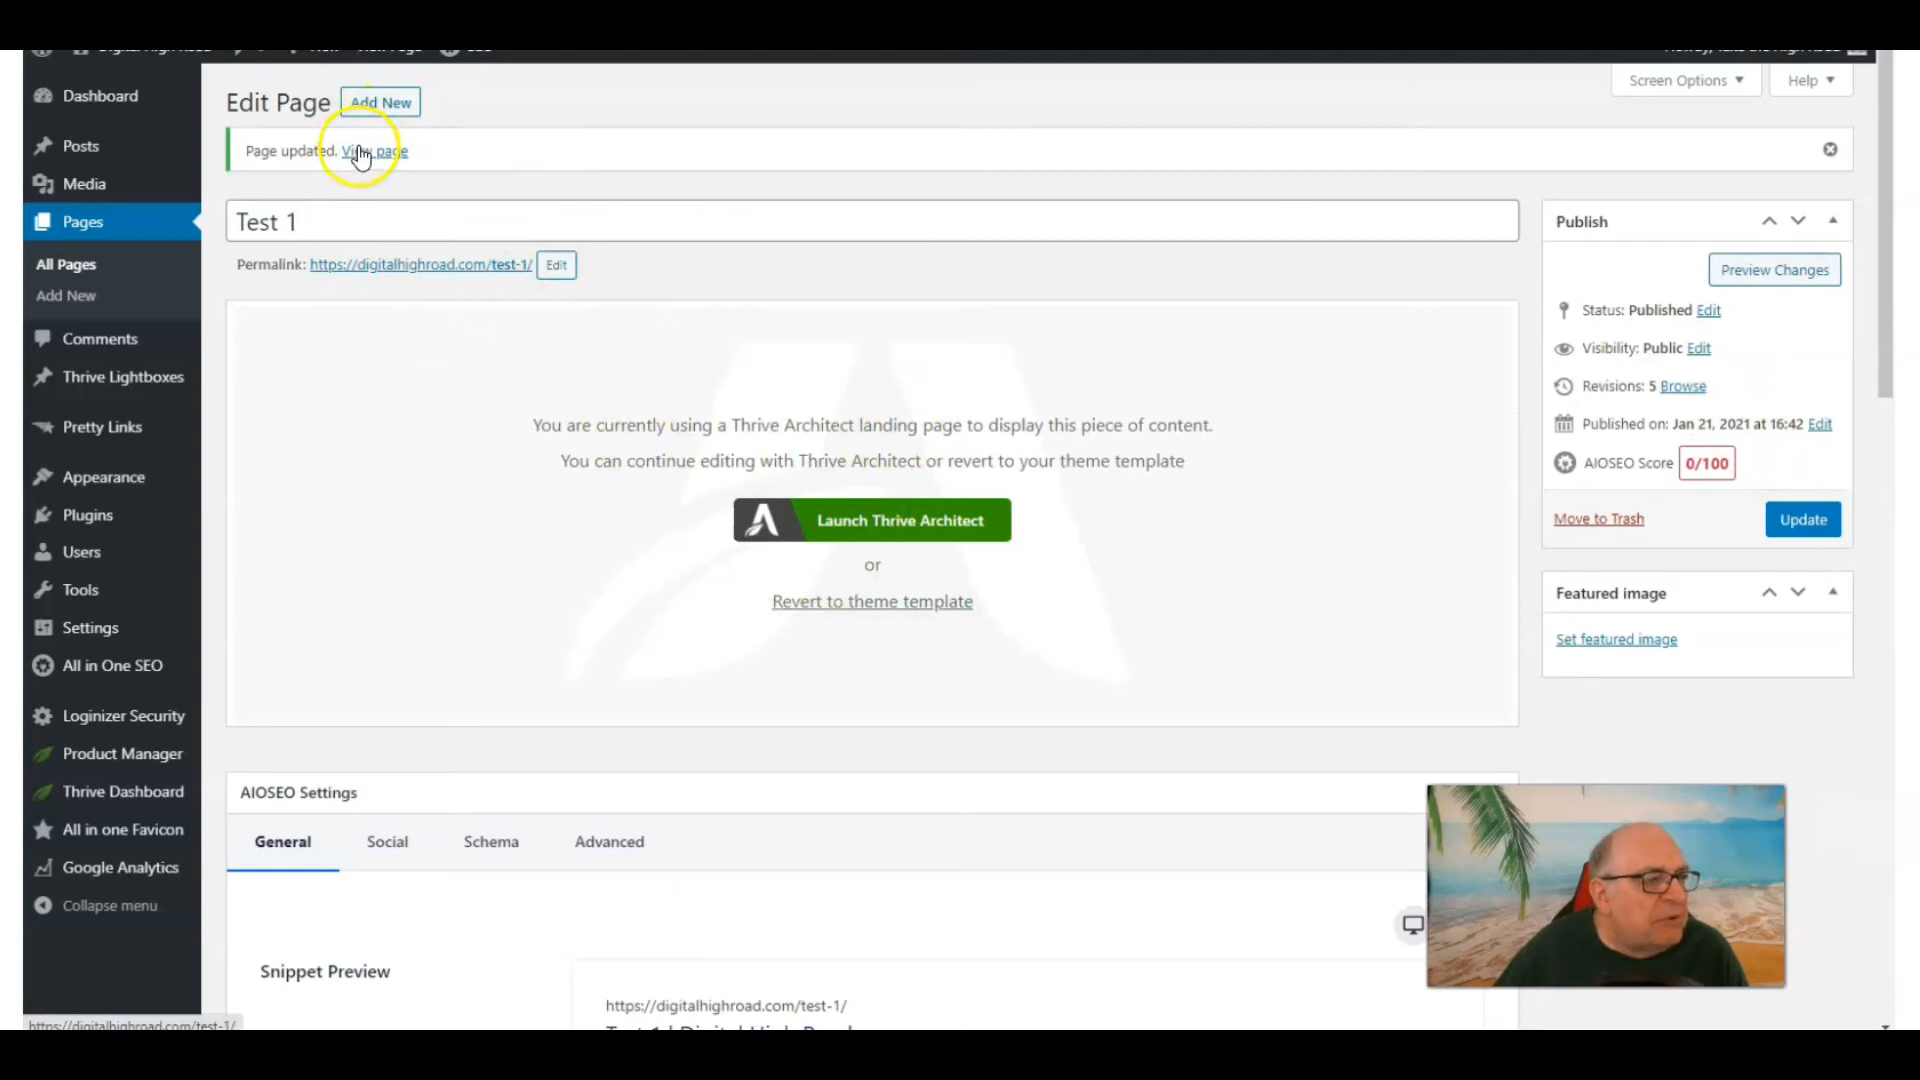 Dashboard
Posts
Media
Pages
All Pages
Add New
Comments
Thrive Lightboxes
Pretty Links
Appearance
Plugins
Users
Tools
Settings
All in One SEO
Loginizer Security
Product Manager
Thrive Dashboard
All in one Favicon
Google Analytics
Collapse menu
https://digitalhighroad.com/test-1/
Screen Options
Help
Edit Page
Add New
Page updated. View page
Test 1
Permalink: https://digitalhighroad.com/test-1/ Edit
You are currently using a Thrive Architect landing page to display this piece of content.
You can continue editing with Thrive Architect or revert to your theme template
Launch Thrive Architect
or
Revert to theme template
Publish
Preview Changes
Status: Published Edit
Visibility: Public Edit
Revisions: 5 Browse
Published on: Jan 21, 2021 at 16:42 Edit
AIOSEO Score 0/100
Move to Trash
Update
Featured image
Set featured image
AIOSEO Settings
General
Social
Schema
Advanced
Snippet Preview
https://digitalhighroad.com/test-1/
Test 1 | Digital High Road